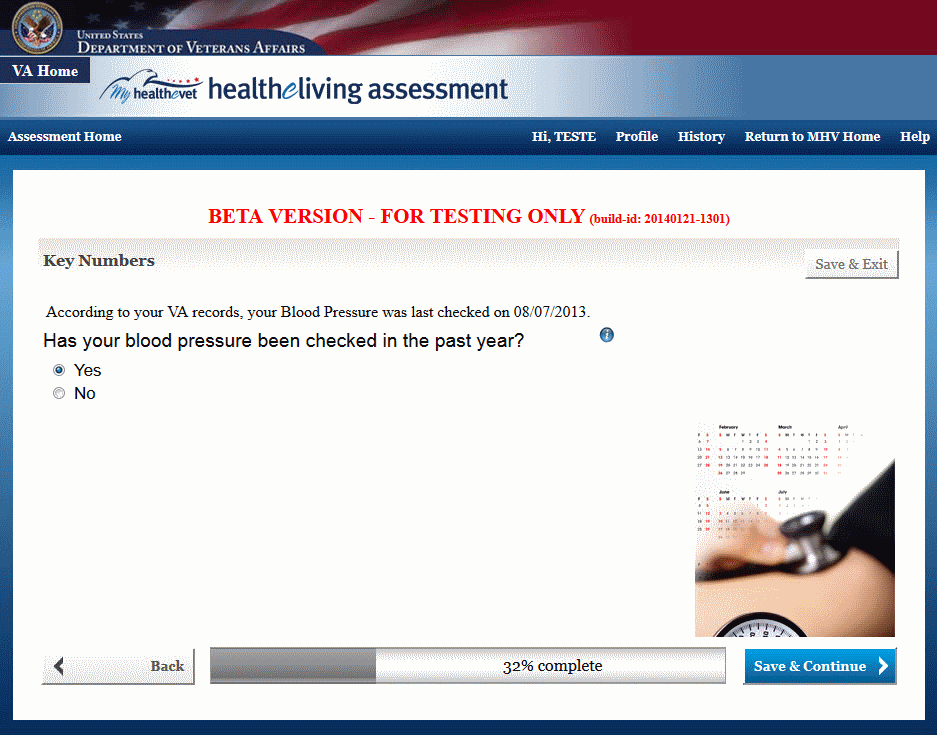 UNITED STATES
DEPARTMENT OF VETERANS AFFAIRS
VA Home
My healthevet healtheliving assessment
Assessment Home Hi, TESTE Profile History Return to MHV Home Help
BETA VERSION - FOR TESTING ONLY (build-id: 20140121-1301)
Key Numbers
Save & Exit
According to your VA records, your Blood Pressure was last checked on 08/07/2013.
Has your blood pressure been checked in the past year?
Yes
No
February March April
June July
Back 32% complete Save & Continue